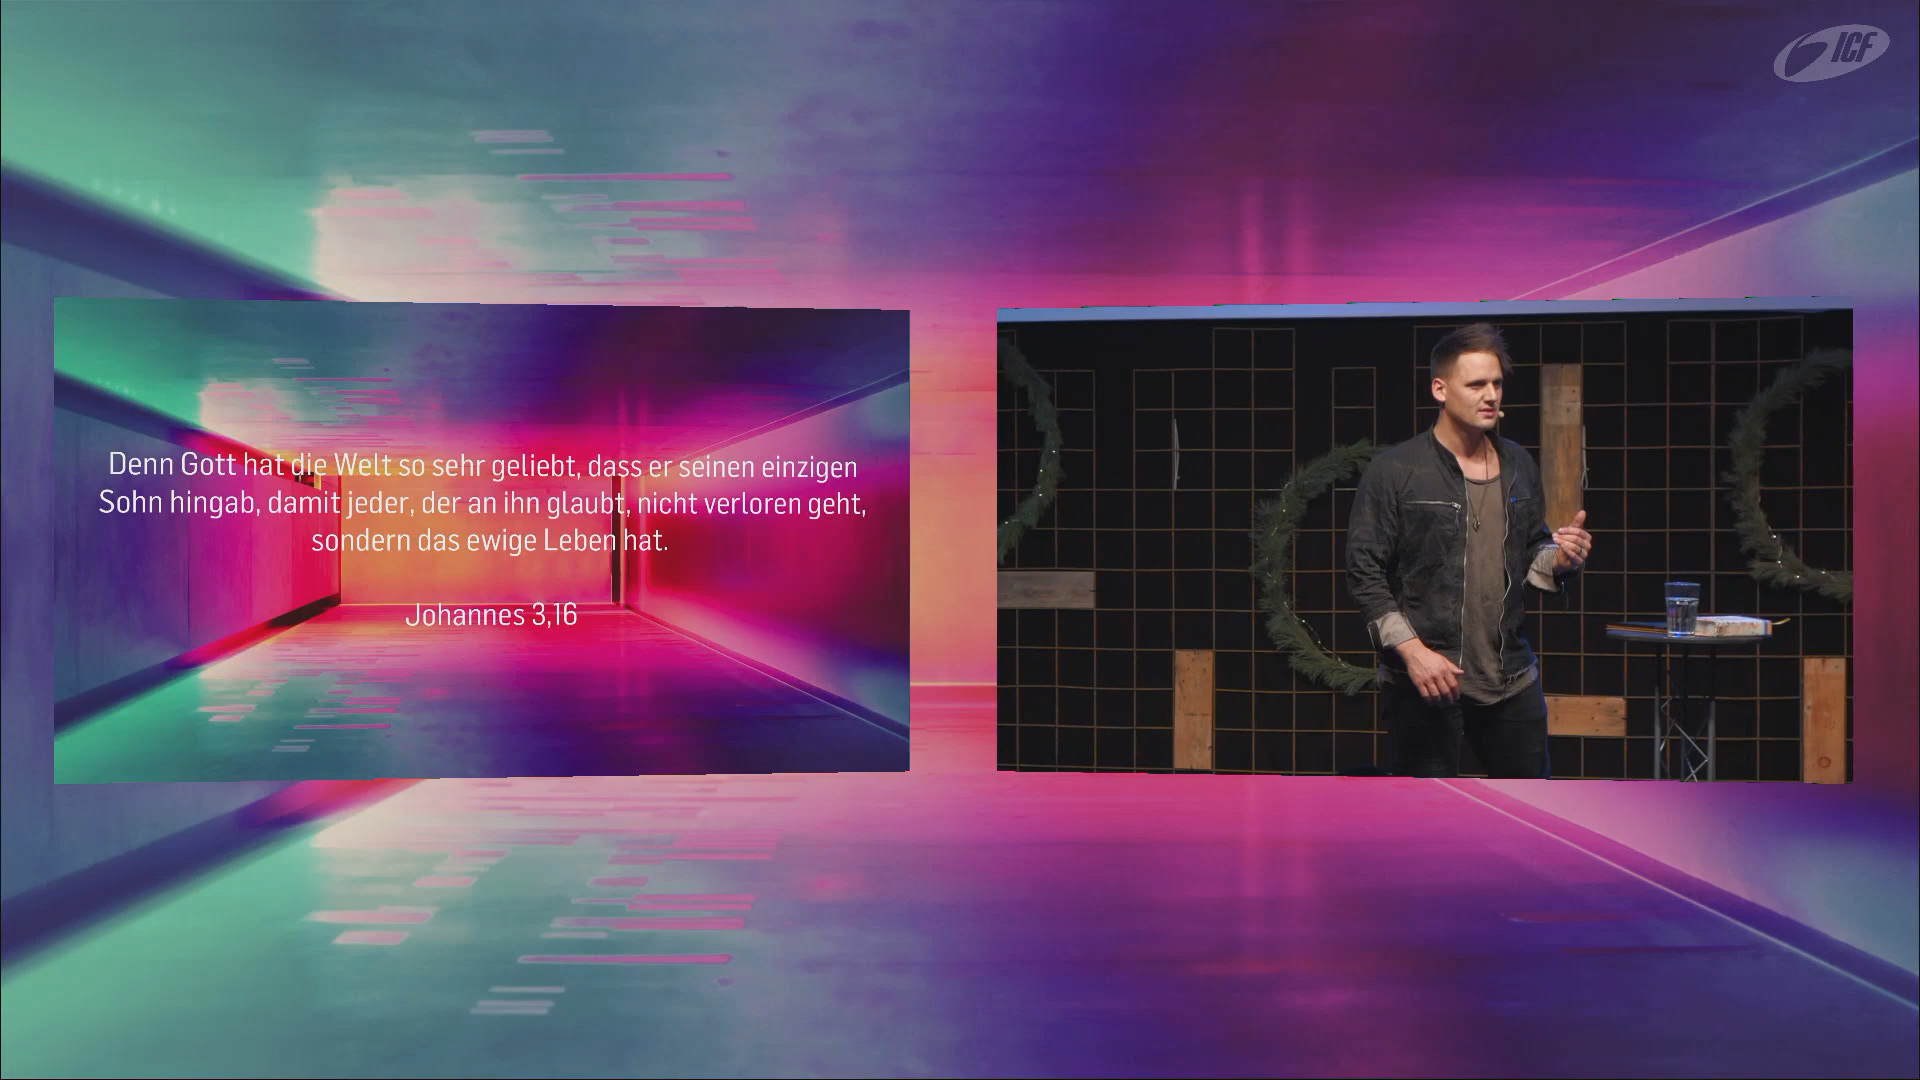 ICF
Denn Gott hat die Welt so sehr geliebt, dass er seinen einzigen
Sohn hingab, damit jeder, der an ihn glaubt, nicht verloren geht,
sondern das ewige Leben hat.
Johannes 3,16